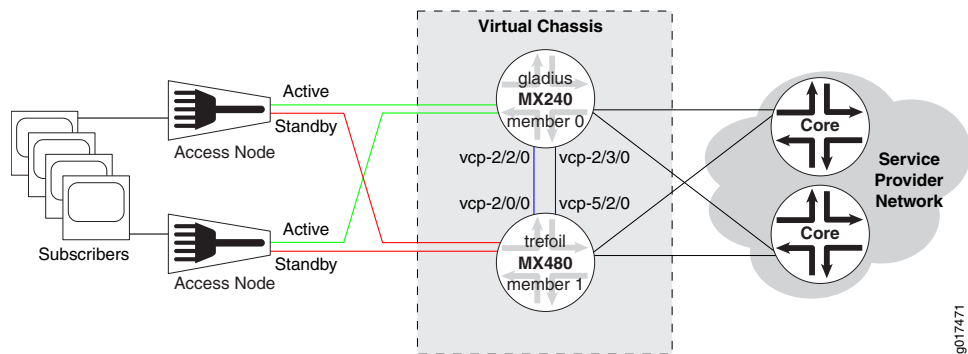 Virtual Chassis
gladius
MX240
member 0
Active
Standby
Access Node
vcp-2/2/0
vcp-2/3/0
vcp-2/0/0
vcp-5/2/0
Core
Service
Provider
Network
Core
Subscribers
Active
Standby
Access Node
trefoil
MX480
member 1
g017471